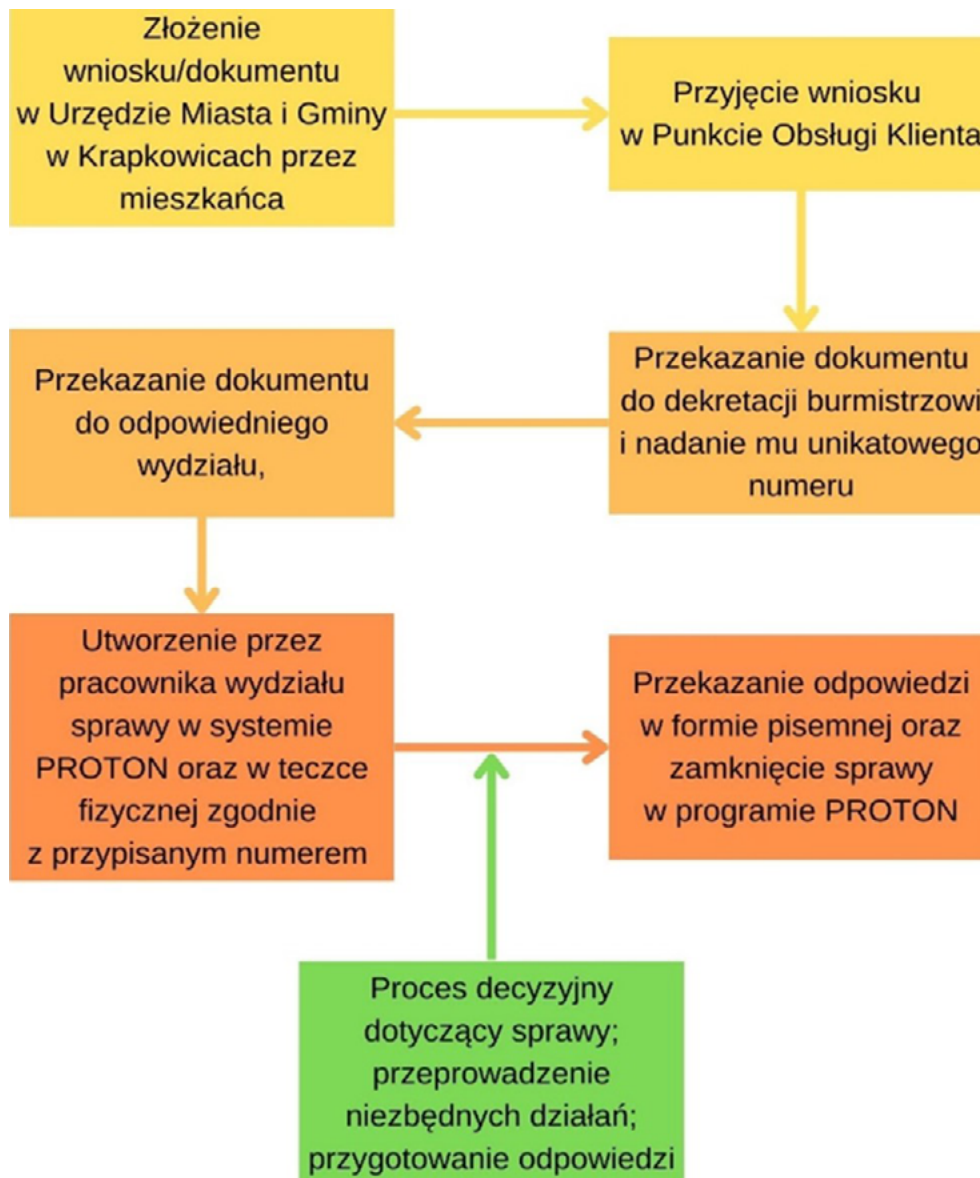 Złożenie
wniosku/dokumentu
w Urzędzie Miasta i Gminy
w Krapkowicach przez
mieszkańca
Przyjęcie wniosku
w Punkcie Obsługi Klienta
Przekazanie dokumentu
do dekretacji burmistrzowi
i nadanie mu unikatowego
numeru
Przekazanie dokumentu
do odpowiedniego
wydziału,
Utworzenie przez
pracownika wydziału
sprawy w systemie
PROTON oraz w teczce
fizycznej zgodnie
z przypisanym numerem
Przekazanie odpowiedzi
w formie pisemnej oraz
zamknięcie sprawy
w programie PROTON
Proces decyzyjny
dotyczący sprawy;
przeprowadzenie
niezbędnych działań;
przygotowanie odpowiedzi